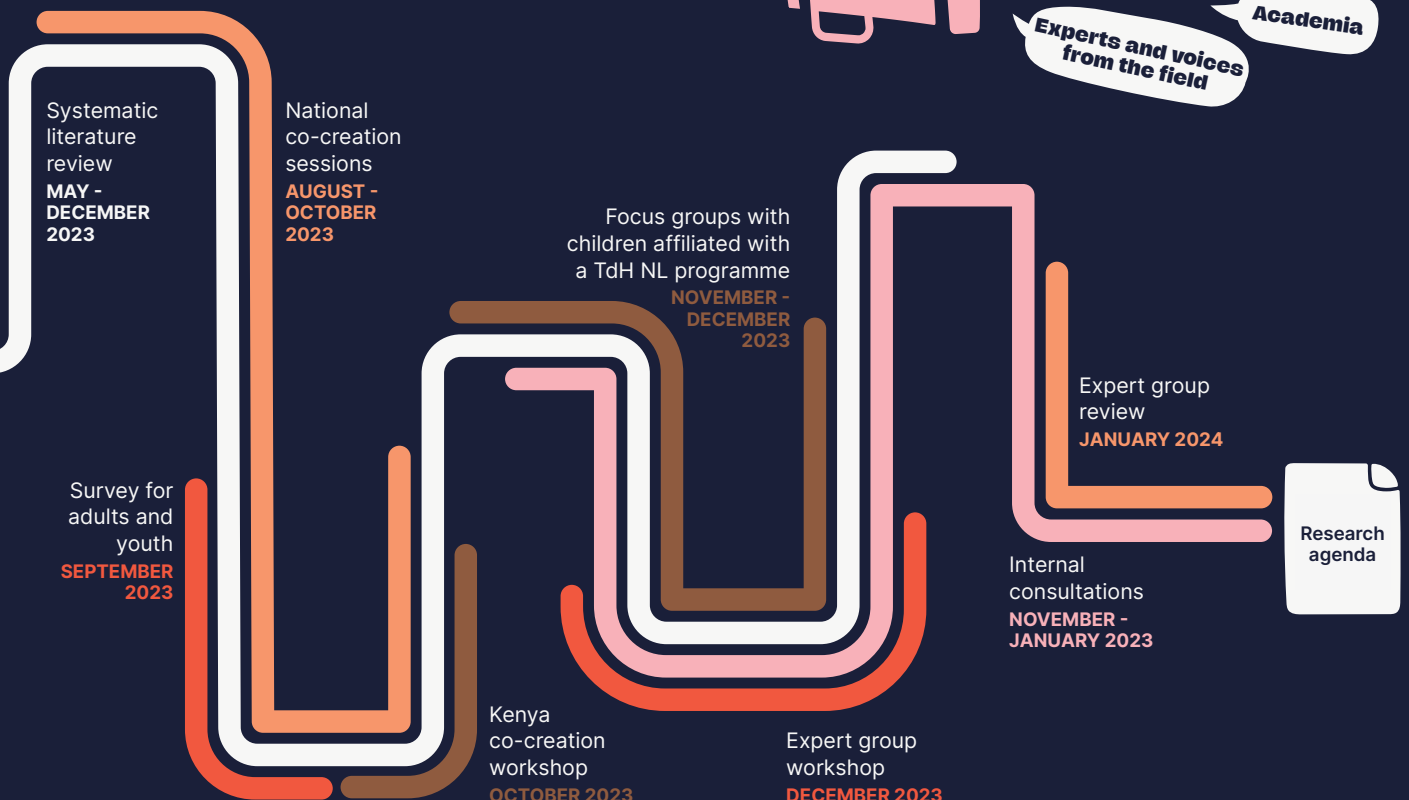 Academia
Experts and voices
from the field
Systematic
literature
review
MAY -
DECEMBER
2023
National
co-creation
sessions
AUGUST -
OCTOBER
2023
Focus groups with
children affiliated with
a TdH NL programme
NOVEMBER -
DECEMBER
2023
Expert group
review
JANUARY 2024
Survey for
adults and
youth
SEPTEMBER
2023
Research
agenda
Internal
consultations
NOVEMBER -
JANUARY 2023
Kenya
co-creation
workshop
OCTOBER 2023
Expert group
workshop
DECEMBER 2023